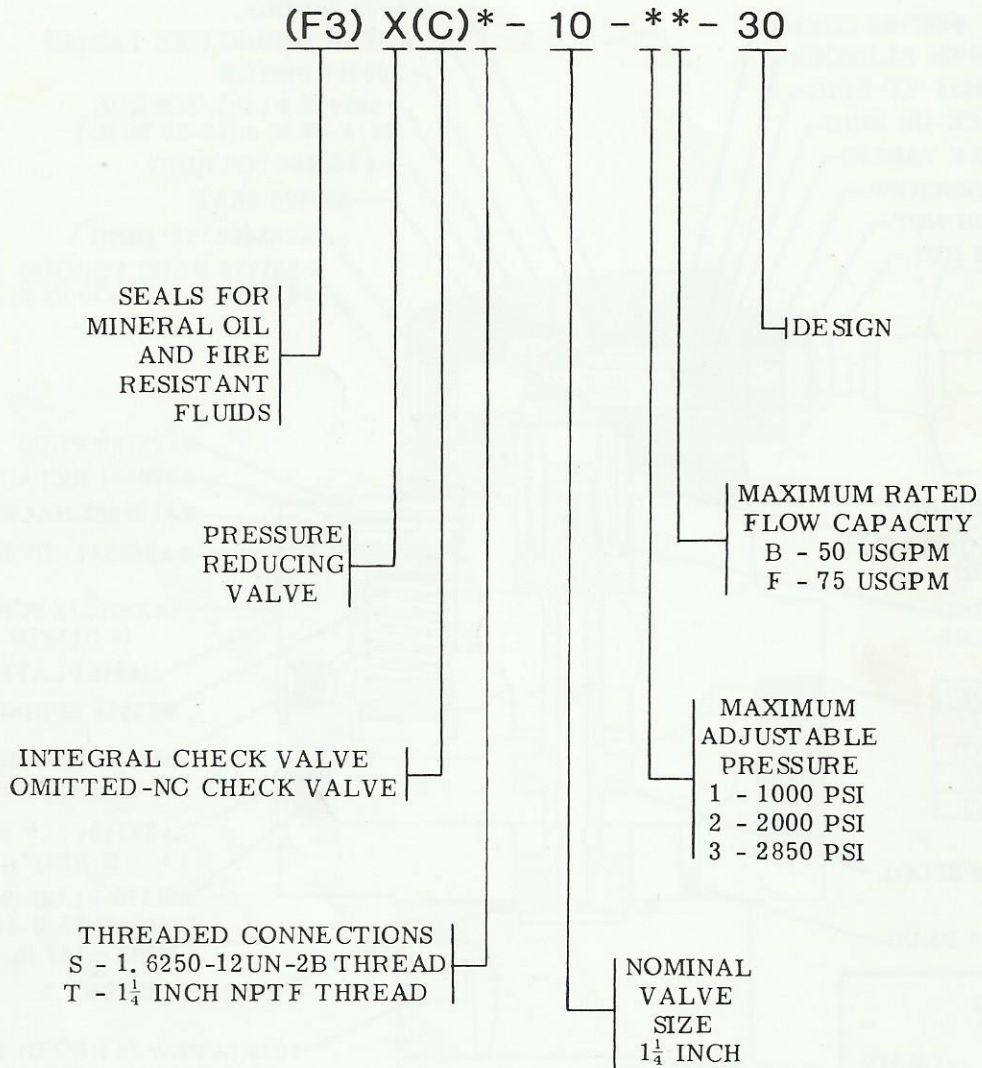 (F3) X(C)*- 10 -**- 30
SEALS FOR
MINERAL OIL
AND FIRE
RESISTANT
FLUIDS
DESIGN
PRESSURE
REDUCING
VALVE
MAXIMUM RATED
FLOW CAPACITY
B - 50 USGPM
F - 75 USGPM
INTEGRAL CHECK VALVE
OMITTED-NC CHECK VALVE
MAXIMUM
ADJUSTABLE
PRESSURE
1 - 1000 PSI
2 - 2000 PSI
3 - 2850 PSI
THREADED CONNECTIONS
S - 1.6250-12UN-2B THREAD
T - 1¼ INCH NPTF THREAD
NOMINAL
VALVE
SIZE
1¼ INCH